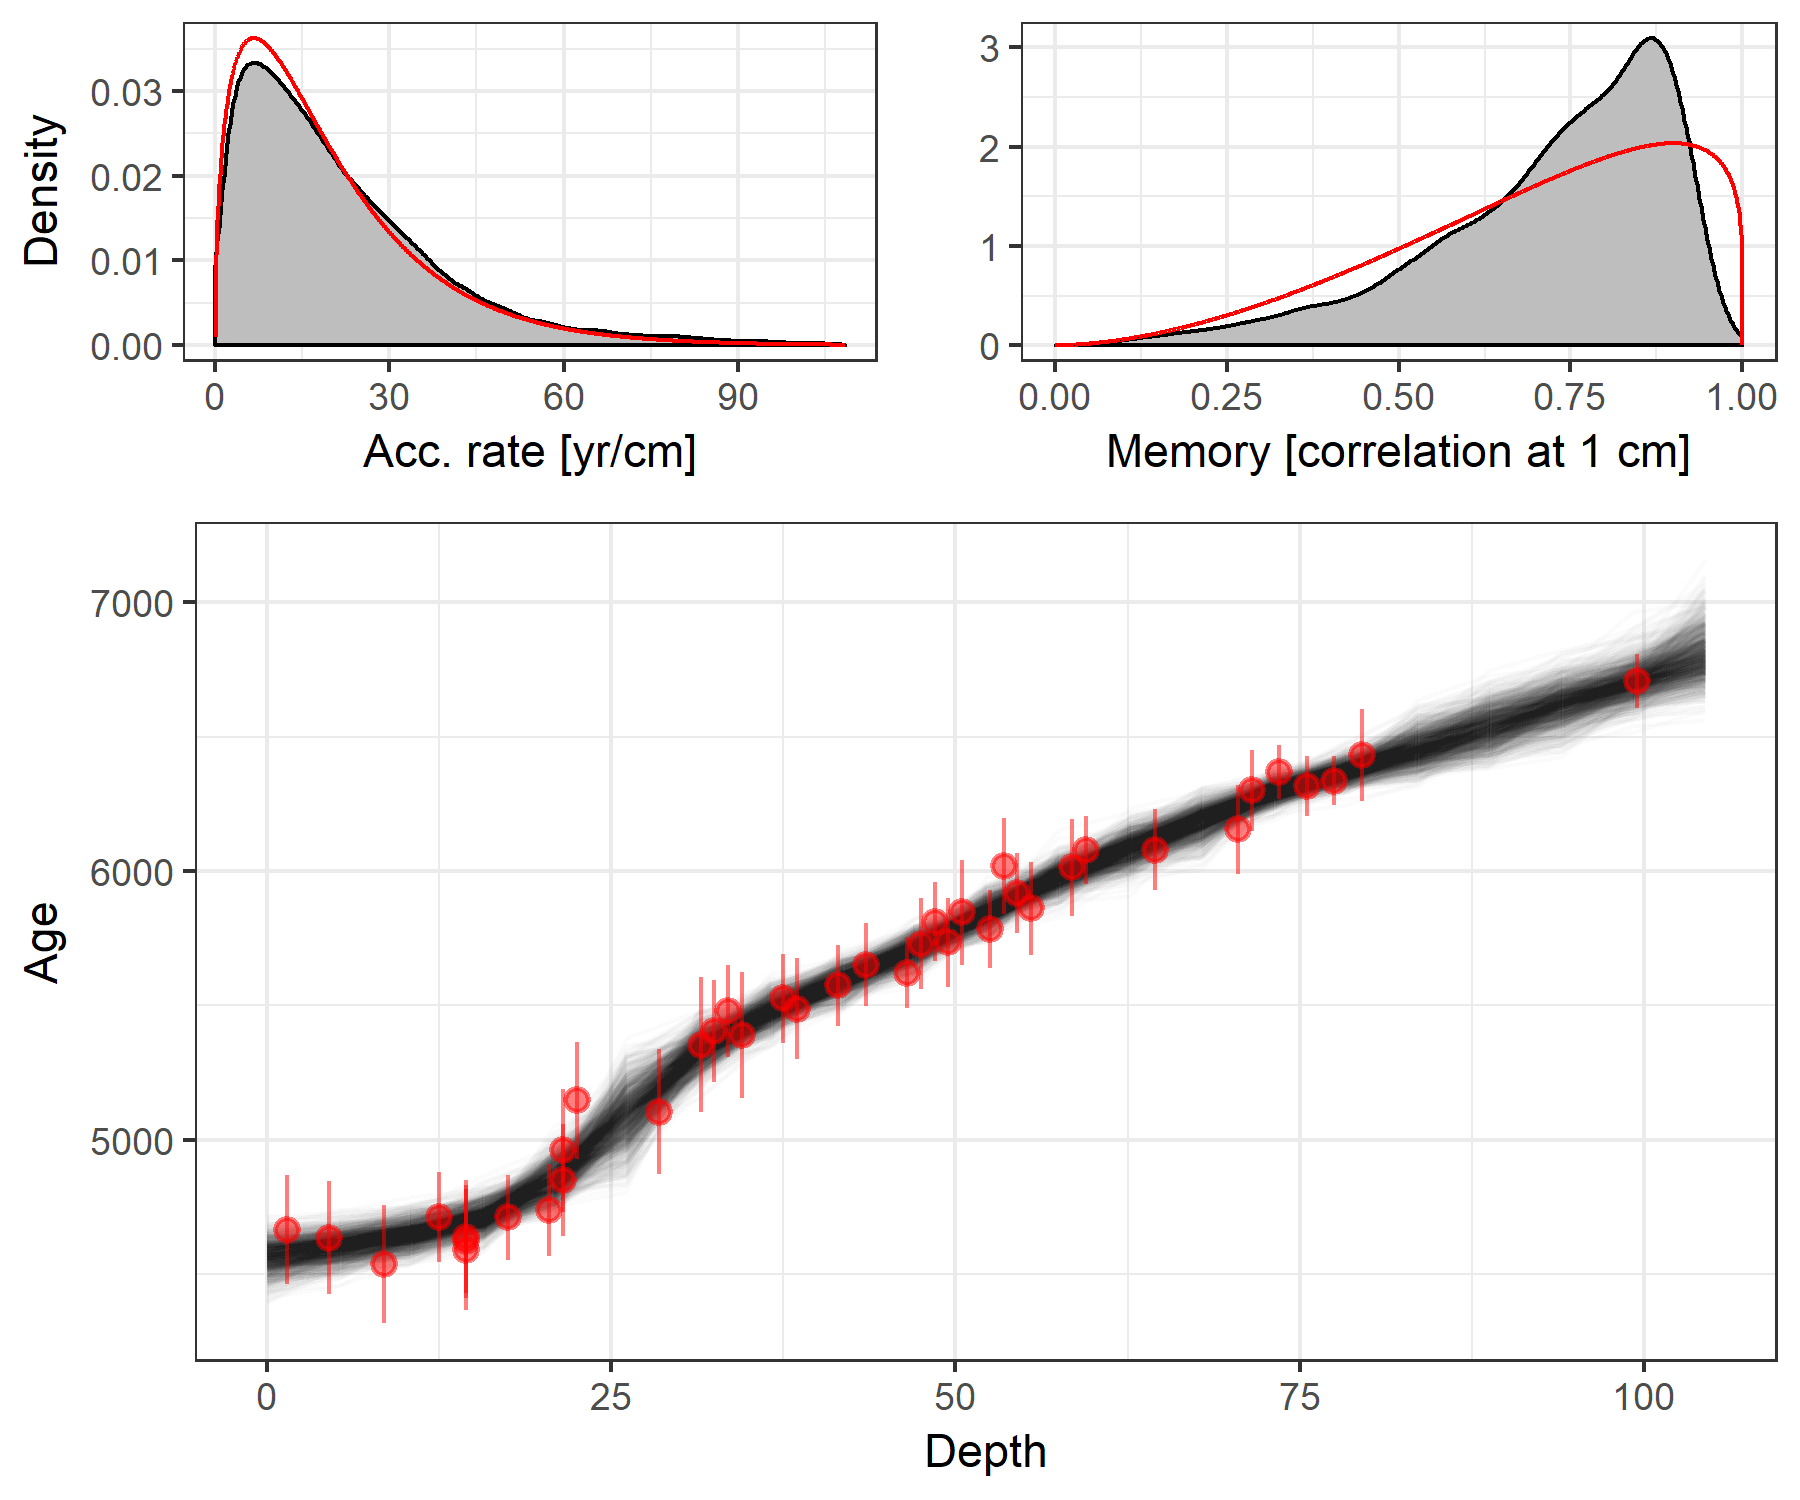 Density
0.03
0.02
0.01
0.00
0 30 60 90
Acc. rate [yr/cm]
3
2
1
0
0.00 0.25 0.50 0.75 1.00
Memory [correlation at 1 cm]
Age
7000
6000
5000
0 25 50 75 100
Depth